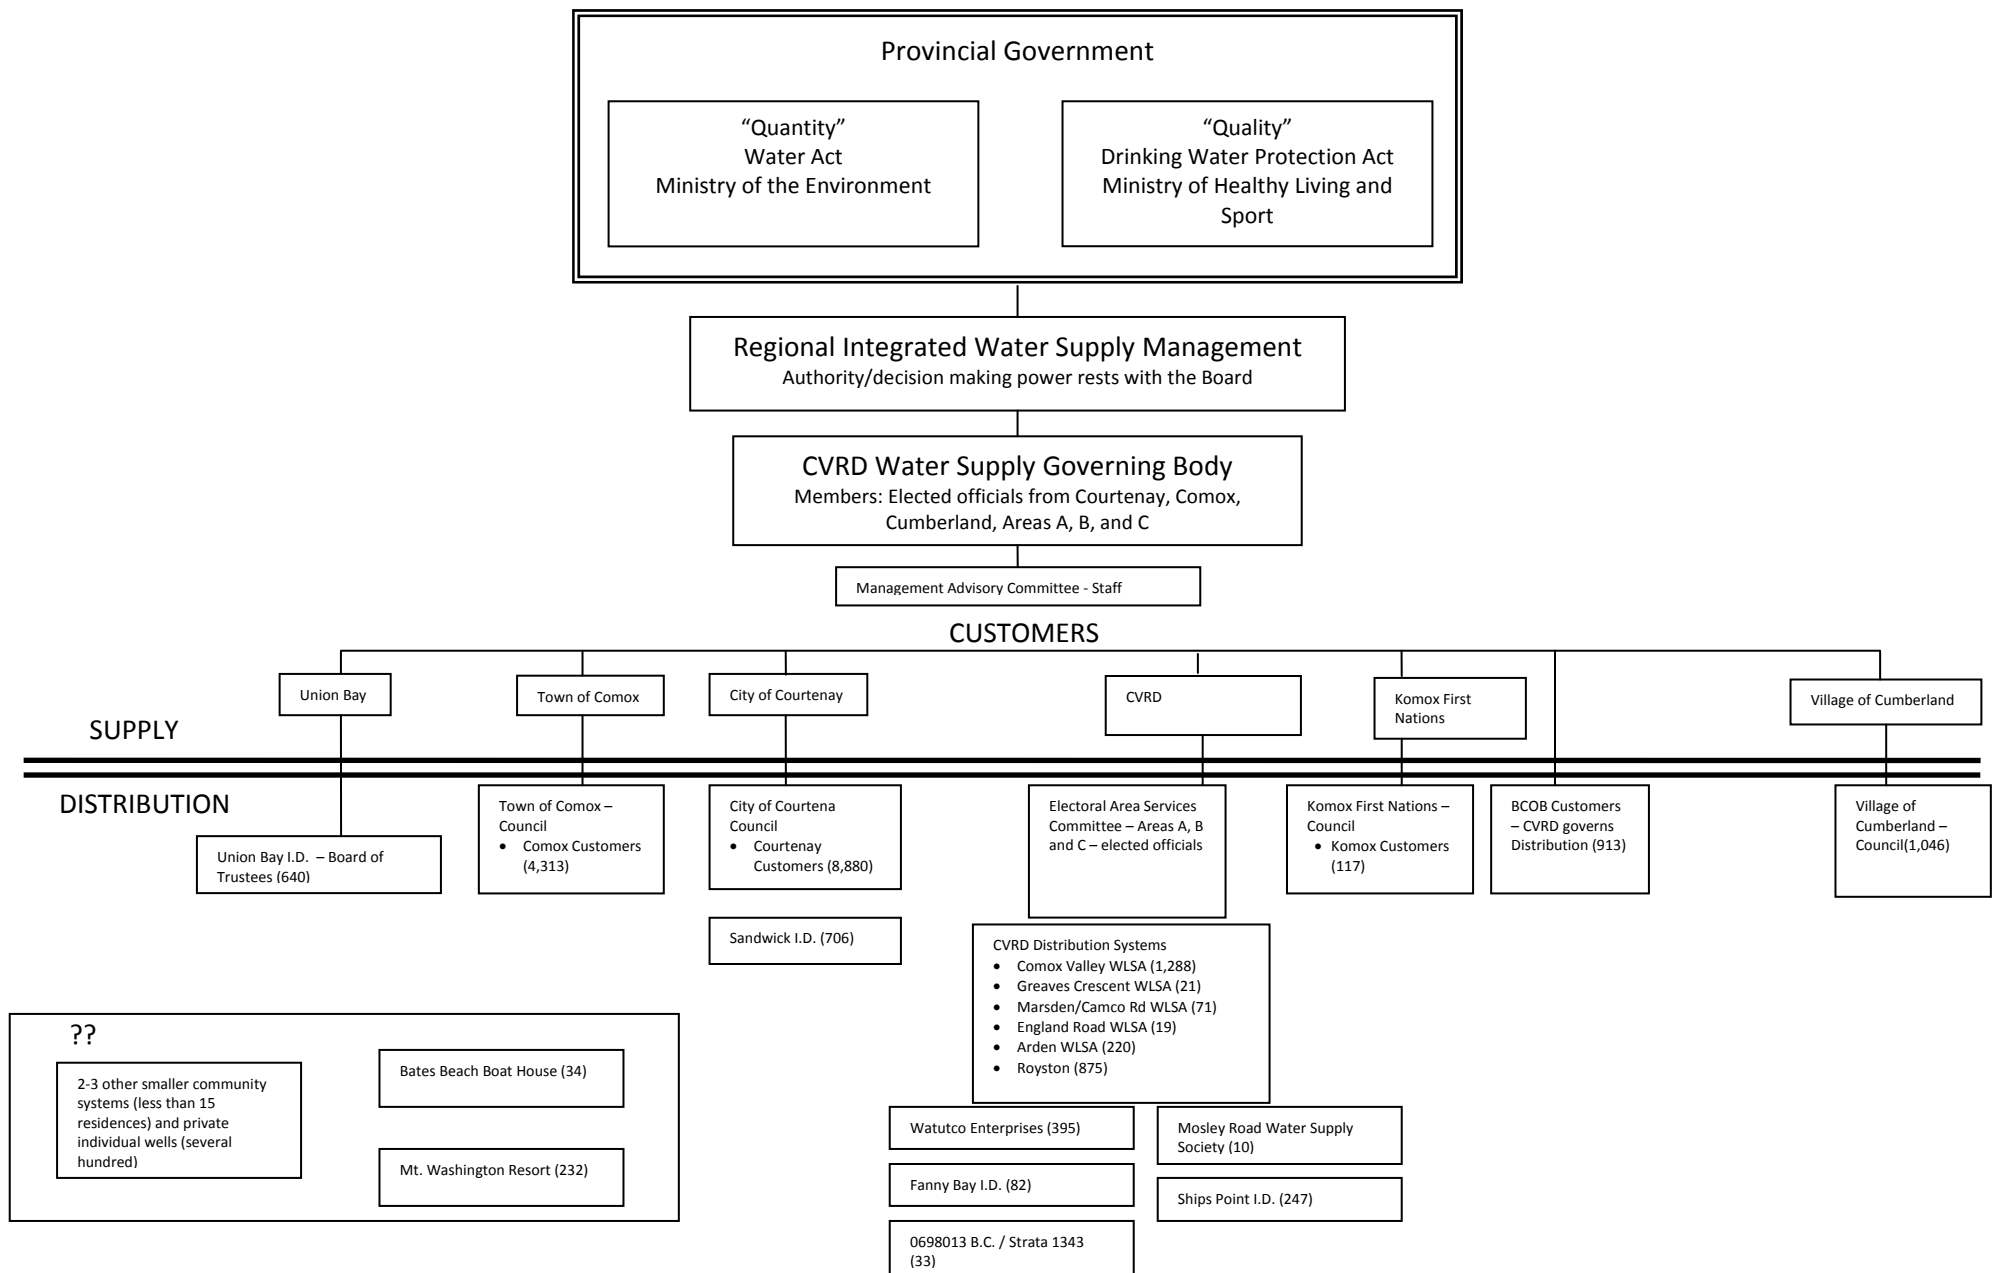 Provincial Government
“Quantity”
Water Act
Ministry of the Environment
“Quality”
Drinking Water Protection Act
Ministry of Healthy Living and
Sport
Regional Integrated Water Supply Management
Authority/decision making power rests with the Board
CVRD Water Supply Governing Body
Members: Elected officials from Courtenay, Comox,
Cumberland, Areas A, B, and C
Management Advisory Committee - Staff
CUSTOMERS
Union Bay
Town of Comox
City of Courtenay
CVRD
Komox First
Nations
Village of Cumberland
SUPPLY
DISTRIBUTION
Union Bay I.D. – Board of
Trustees (640)
Town of Comox –
Council
• Comox Customers
(4,313)
City of Courtena
Council
• Courtenay
Customers (8,880)
Sandwick I.D. (706)
Electoral Area Services
Committee – Areas A, B
and C – elected officials
Komox First Nations –
Council
• Komox Customers
(117)
BCOB Customers
– CVRD governs
Distribution (913)
Village of
Cumberland –
Council(1,046)
CVRD Distribution Systems
• Comox Valley WLSA (1,288)
• Greaves Crescent WLSA (21)
• Marsden/Camco Rd WLSA (71)
• England Road WLSA (19)
• Arden WLSA (220)
• Royston (875)
Watutco Enterprises (395)
Mosley Road Water Supply
Society (10)
Fanny Bay I.D. (82)
Ships Point I.D. (247)
0698013 B.C. / Strata 1343
(33)
??
2-3 other smaller community
systems (less than 15
residences) and private
individual wells (several
hundred)
Bates Beach Boat House (34)
Mt. Washington Resort (232)